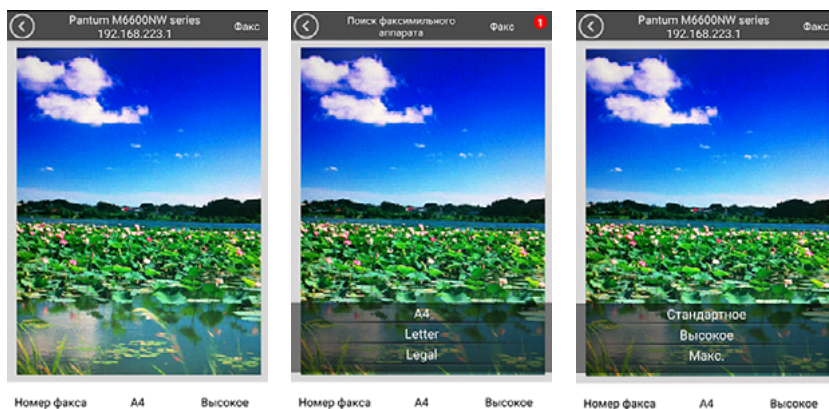 Pantum M6600NW series
192.168.223.1
Факс
Номер факса A4 Высокое
Поиск факсимильного
аппарата
Факс
1
A4
Letter
Legal
Номер факса A4 Высокое
Pantum M6600NW series
192.168.223.1
Факс
Стандартное
Высокое
Макс.
Номер факса A4 Высокое